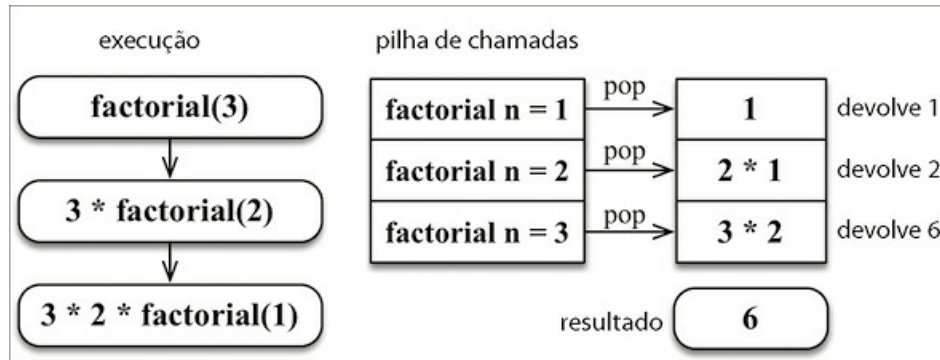 execução
factorial(3)
3 * factorial(2)
3 * 2 * factorial(1)
pilha de chamadas
factorial n = 1 pop 1 devolve 1
factorial n = 2 pop 2 * 1 devolve 2
factorial n = 3 pop 3 * 2 devolve 6
resultado 6